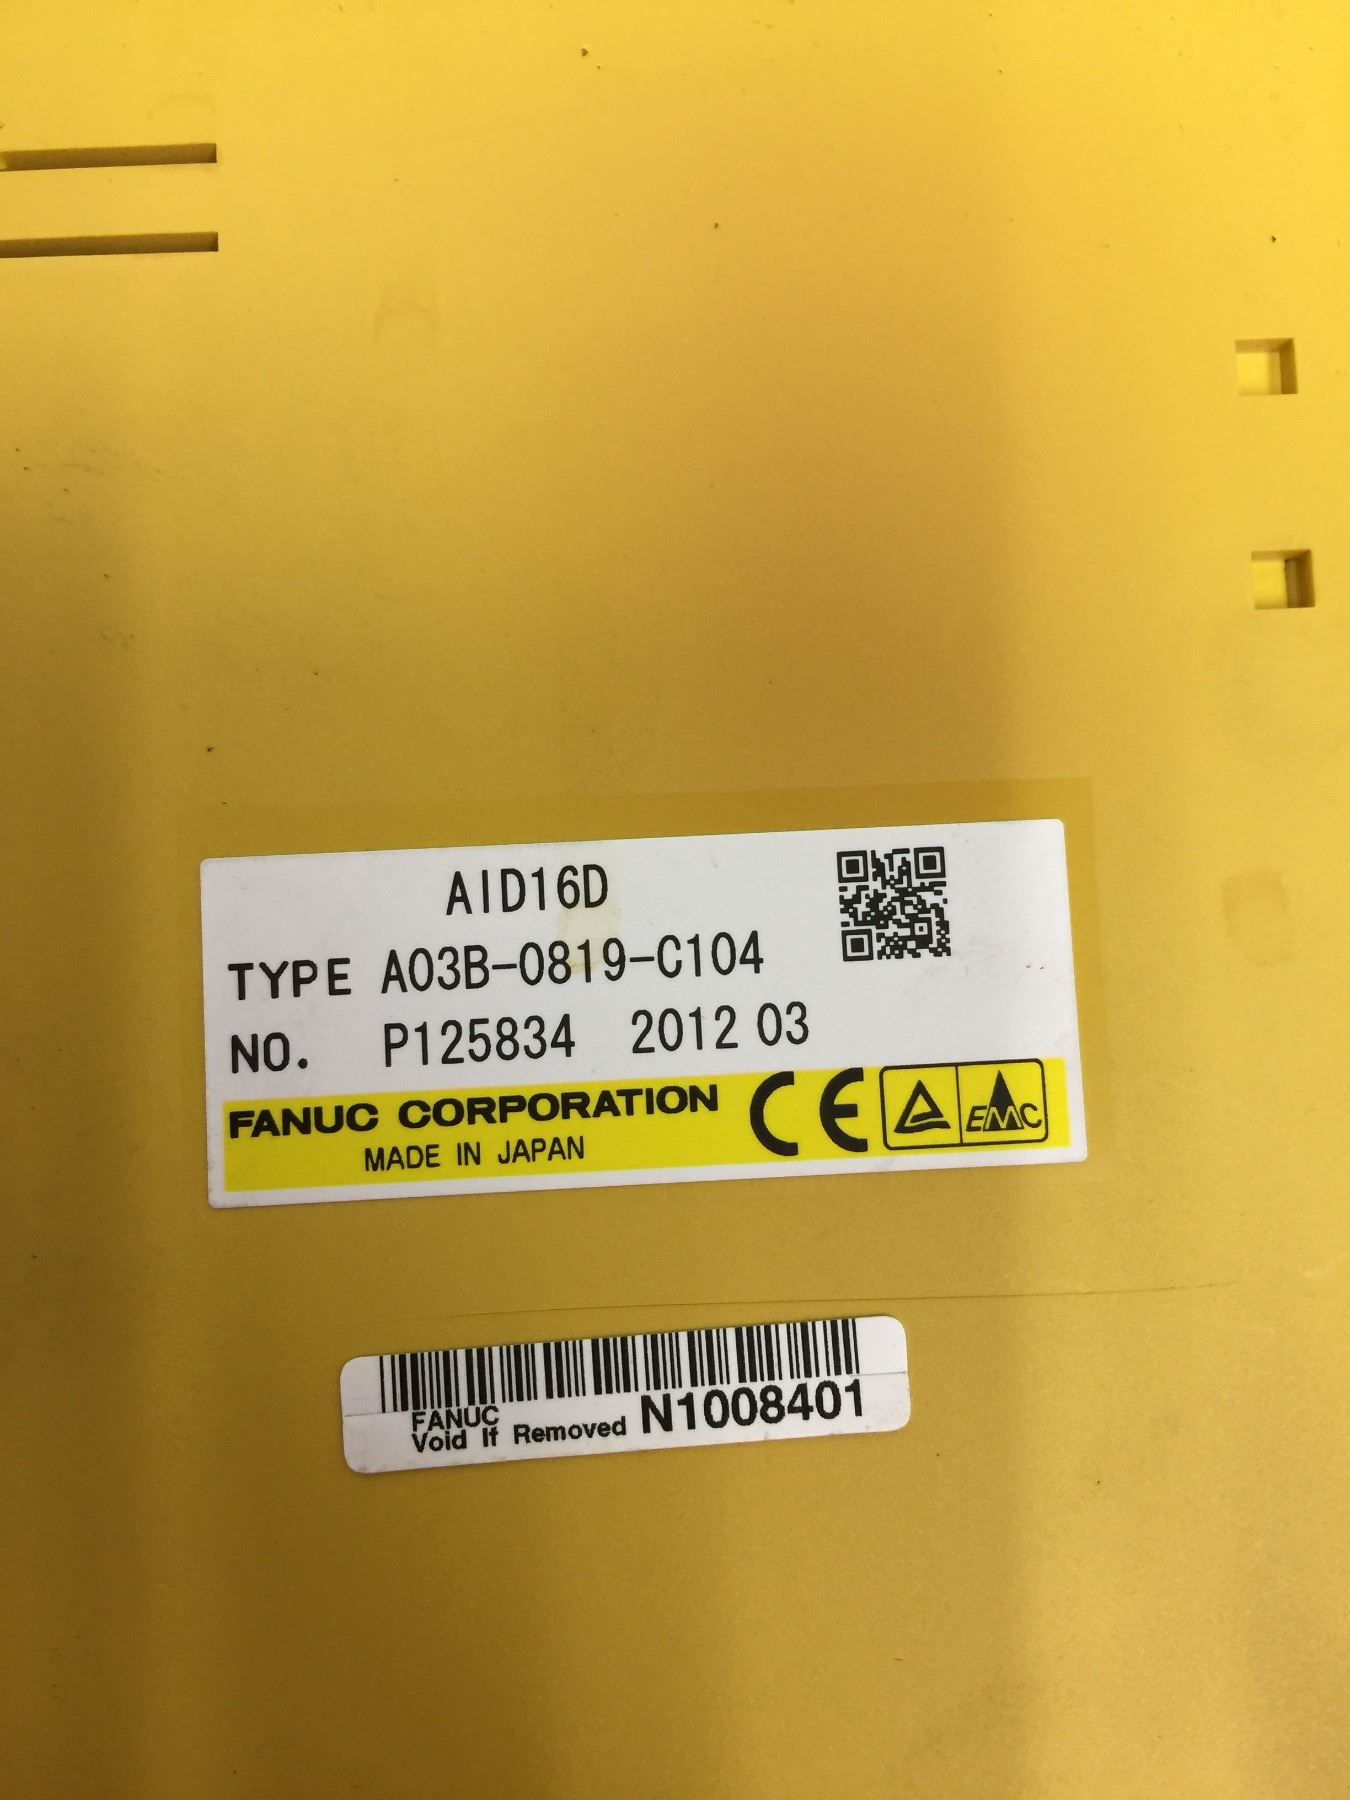 AID16D
TYPE A03B-0819-C104
NO. P125834 2012 03
FANUC CORPORATION
MADE IN JAPAN
CE
EMC
FANUC
Void If Removed N1008401